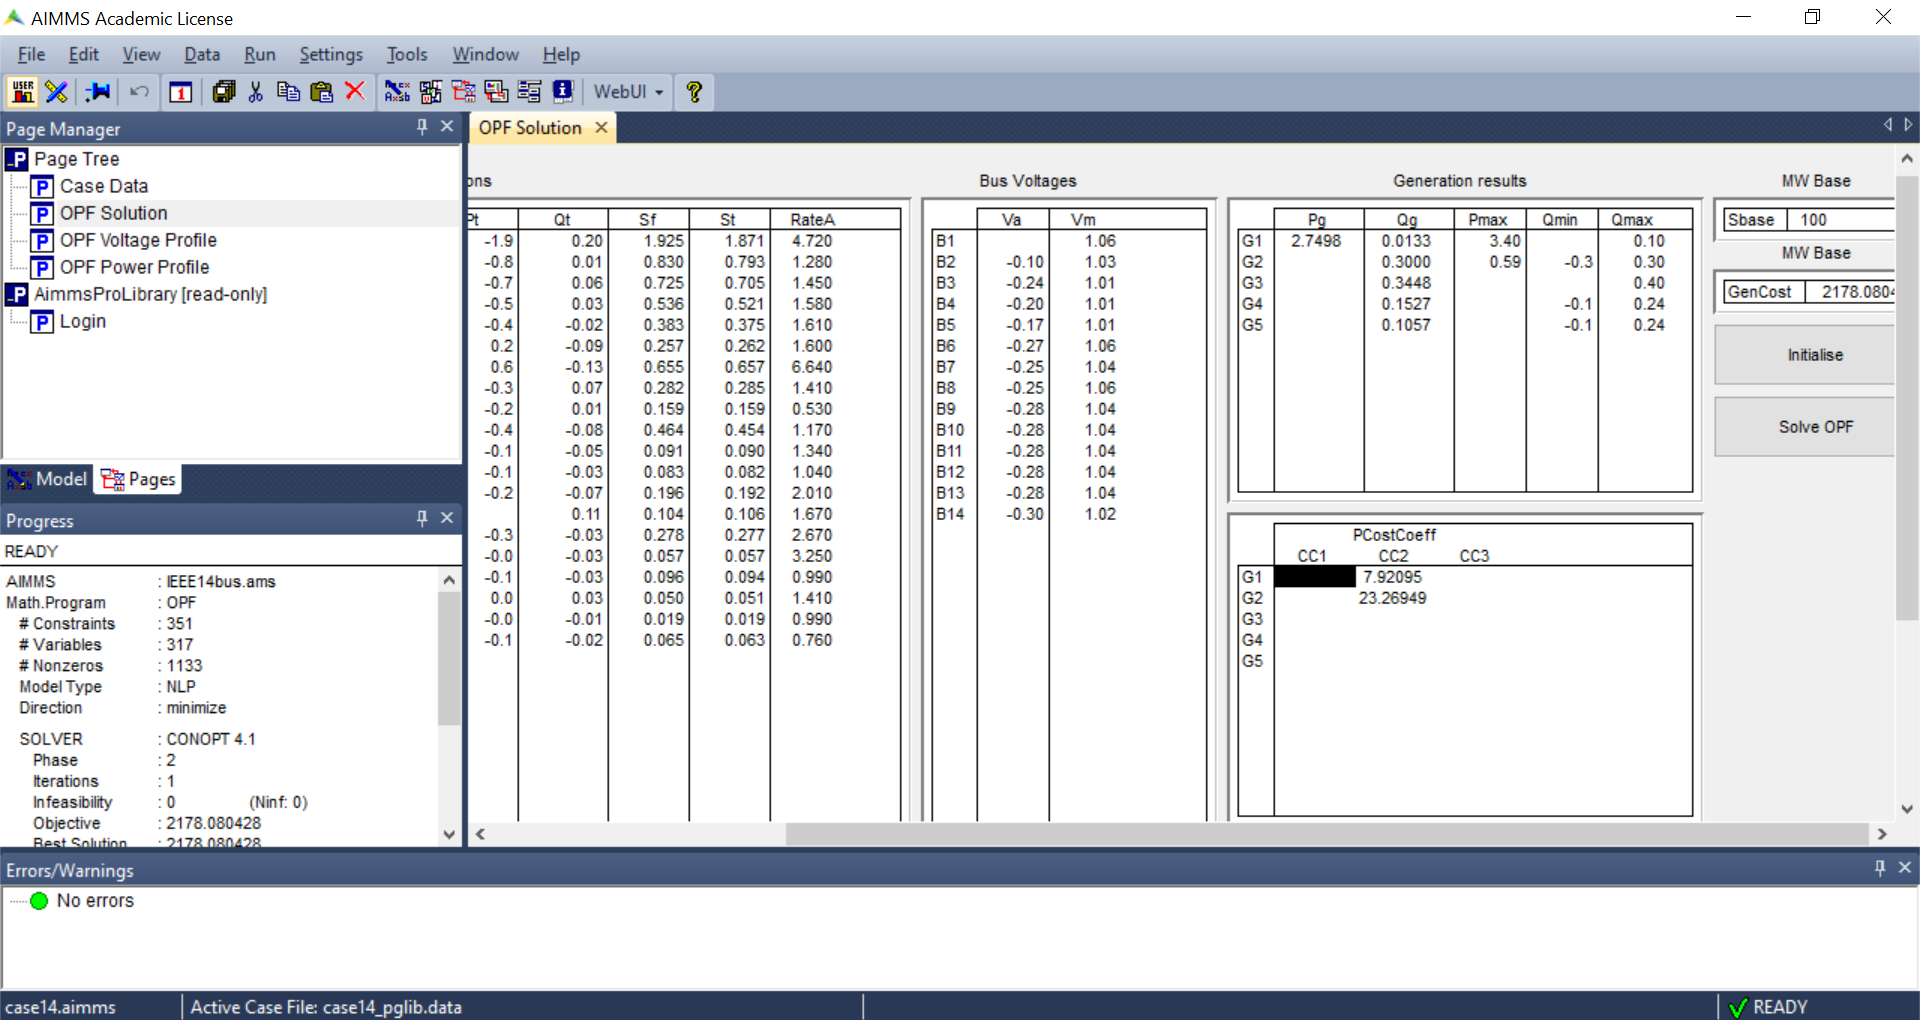 AIMMS Academic License
File Edit View Data Run Settings Tools Window Help
USER 1 WebUI ?
Page Manager
Page Tree
Case Data
OPF Solution
OPF Voltage Profile
OPF Power Profile
AimmsProLibrary [read-only]
Login
Model Pages
Progress
READY
AIMMS : IEEE14bus.ams
Math.Program : OPF
# Constraints : 351
# Variables : 317
# Nonzeros : 1133
Model Type : NLP
Direction : minimize
SOLVER : CONOPT 4.1
Phase : 2
Iterations : 1
Infeasibility : 0 (Ninf: 0)
Objective : 2178.080428
Best Solution : 2178.080428
OPF Solution
ons
Pt Qt Sf St RateA
-1.9 0.20 1.925 1.871 4.720
-0.8 0.01 0.830 0.793 1.280
-0.7 0.06 0.725 0.705 1.450
-0.5 0.03 0.536 0.521 1.580
-0.4 -0.02 0.383 0.375 1.610
0.2 -0.09 0.257 0.262 1.600
0.6 -0.13 0.655 0.657 6.640
-0.3 0.07 0.282 0.285 1.410
-0.2 0.01 0.159 0.159 0.530
-0.4 -0.08 0.464 0.454 1.170
-0.1 -0.05 0.091 0.090 1.340
-0.1 -0.03 0.083 0.082 1.040
-0.2 -0.07 0.196 0.192 2.010
0.11 0.104 0.106 1.670
-0.3 -0.03 0.278 0.277 2.670
-0.0 -0.03 0.057 0.057 3.250
-0.1 -0.03 0.096 0.094 0.990
0.0 0.03 0.050 0.051 1.410
-0.0 -0.01 0.019 0.019 0.990
-0.1 -0.02 0.065 0.063 0.760
Bus Voltages
Va Vm
B1 1.06
B2 -0.10 1.03
B3 -0.24 1.01
B4 -0.20 1.01
B5 -0.17 1.01
B6 -0.27 1.06
B7 -0.25 1.04
B8 -0.25 1.06
B9 -0.28 1.04
B10 -0.28 1.04
B11 -0.28 1.04
B12 -0.28 1.04
B13 -0.28 1.04
B14 -0.30 1.02
Generation results
Pg Qg Pmax Qmin Qmax
G1 2.7498 0.0133 3.40 0.10
G2 0.3000 0.59 -0.3 0.30
G3 0.3448 0.40
G4 0.1527 -0.1 0.24
G5 0.1057 -0.1 0.24
PCostCoeff
CC1 CC2 CC3
G1 7.92095
G2 23.26949
G3
G4
G5
MW Base
Sbase 100
MW Base
GenCost 2178.0804
Initialise
Solve OPF
Errors/Warnings
No errors
case14.aimms Active Case File: case14_pglib.data READY